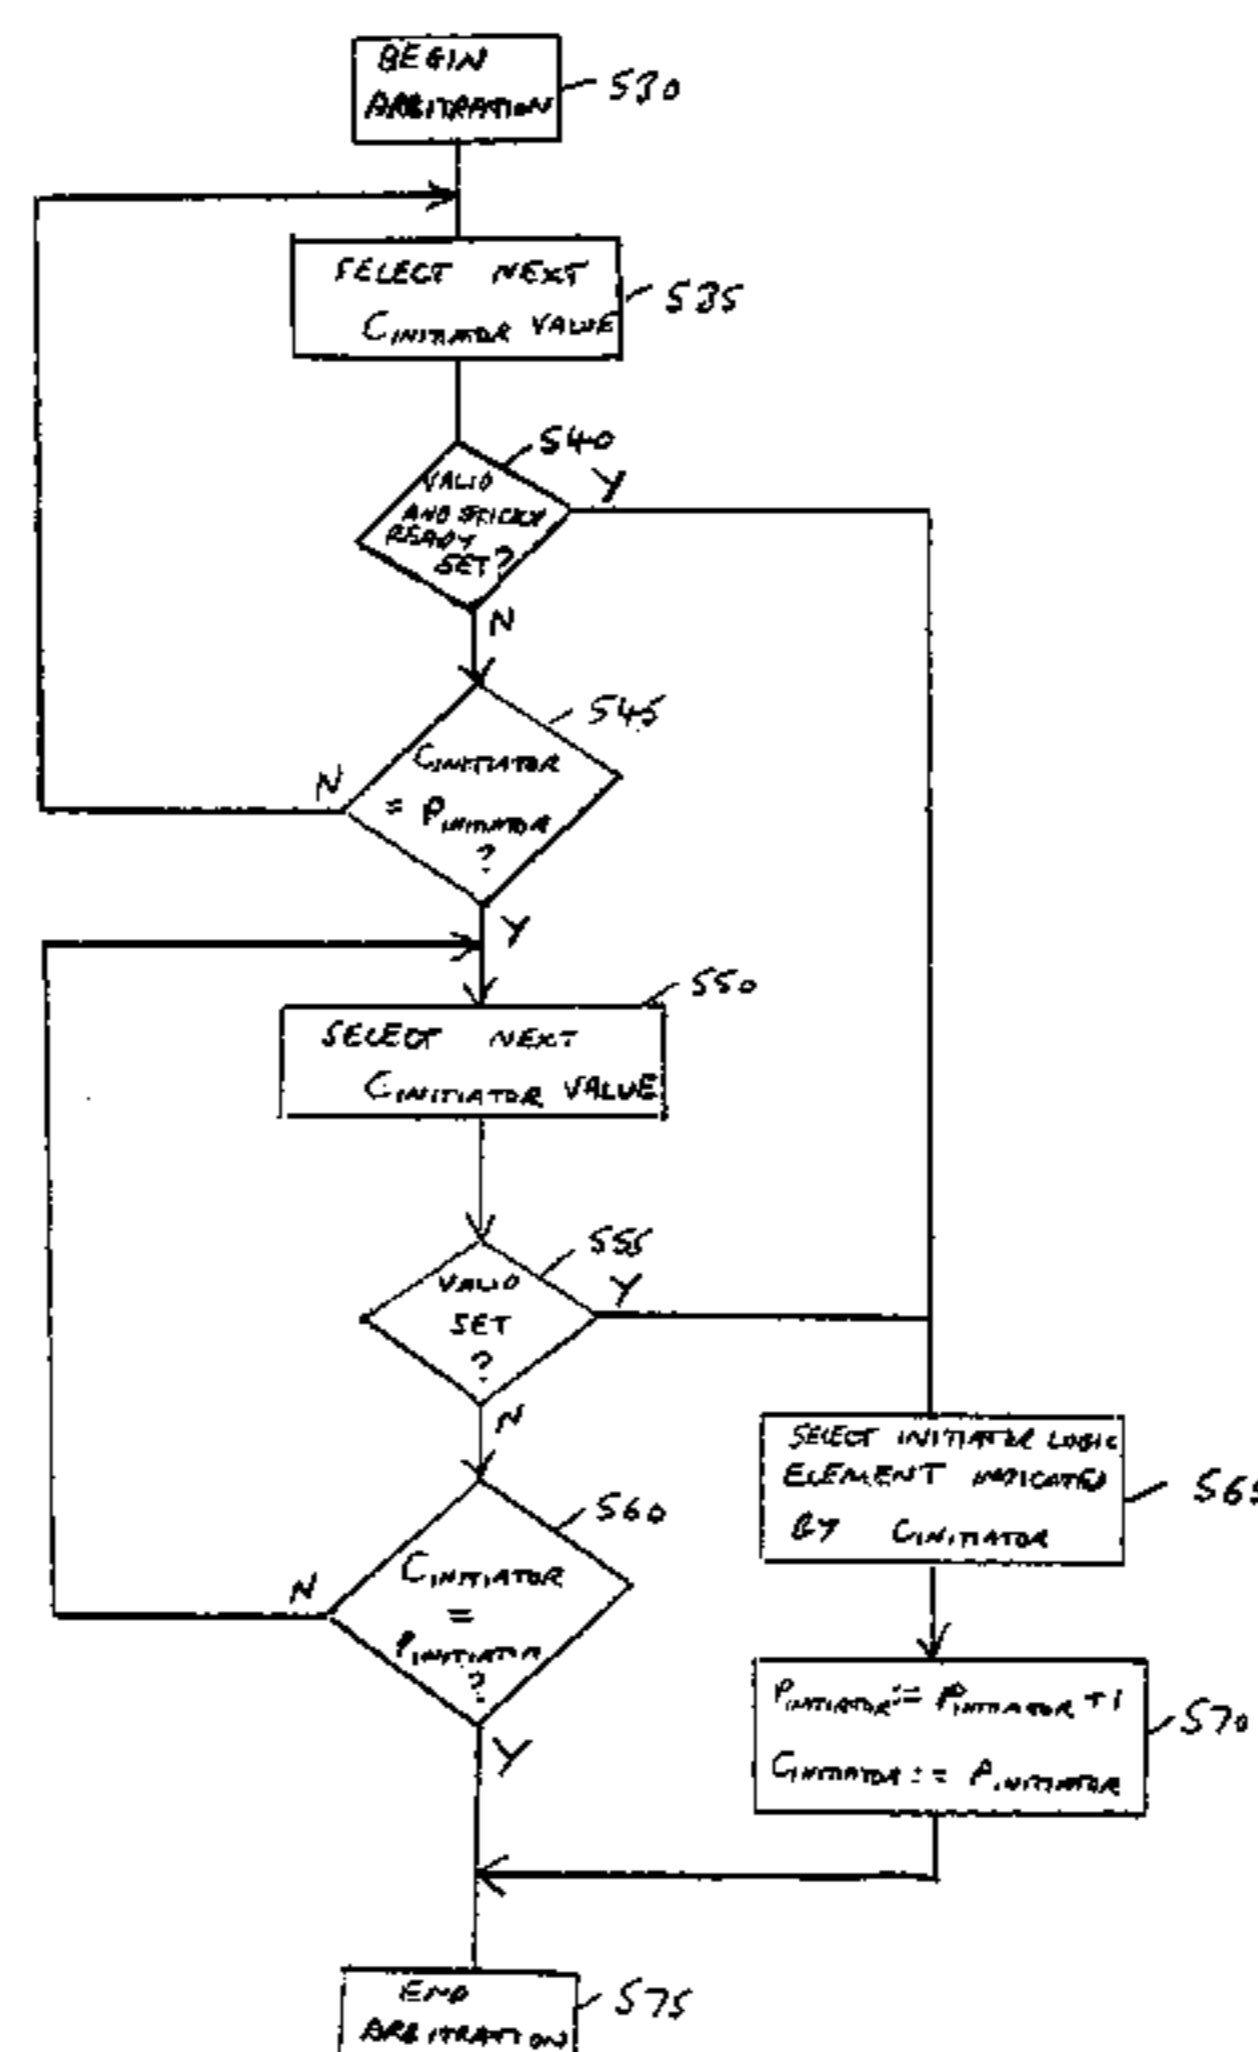 BEGIN
ARBITRATION
530
SELECT NEXT
CINITIATOR VALUE
535
540
VALID
AND STICKY
READY
SET?
Y
N
545
CINITIATOR
= PINITIATOR
?
N
Y
550
SELECT NEXT
CINITIATOR VALUE
555
VALID
SET
?
Y
N
560
CINITIATOR
=
PINITIATOR
?
N
Y
SELECT INITIATOR LOGIC
ELEMENT INDICATED
BY CINITIATOR
565
PINITIATOR := PINITIATOR +1
CINITIATOR := PINITIATOR
570
END
ARBITRATION
575